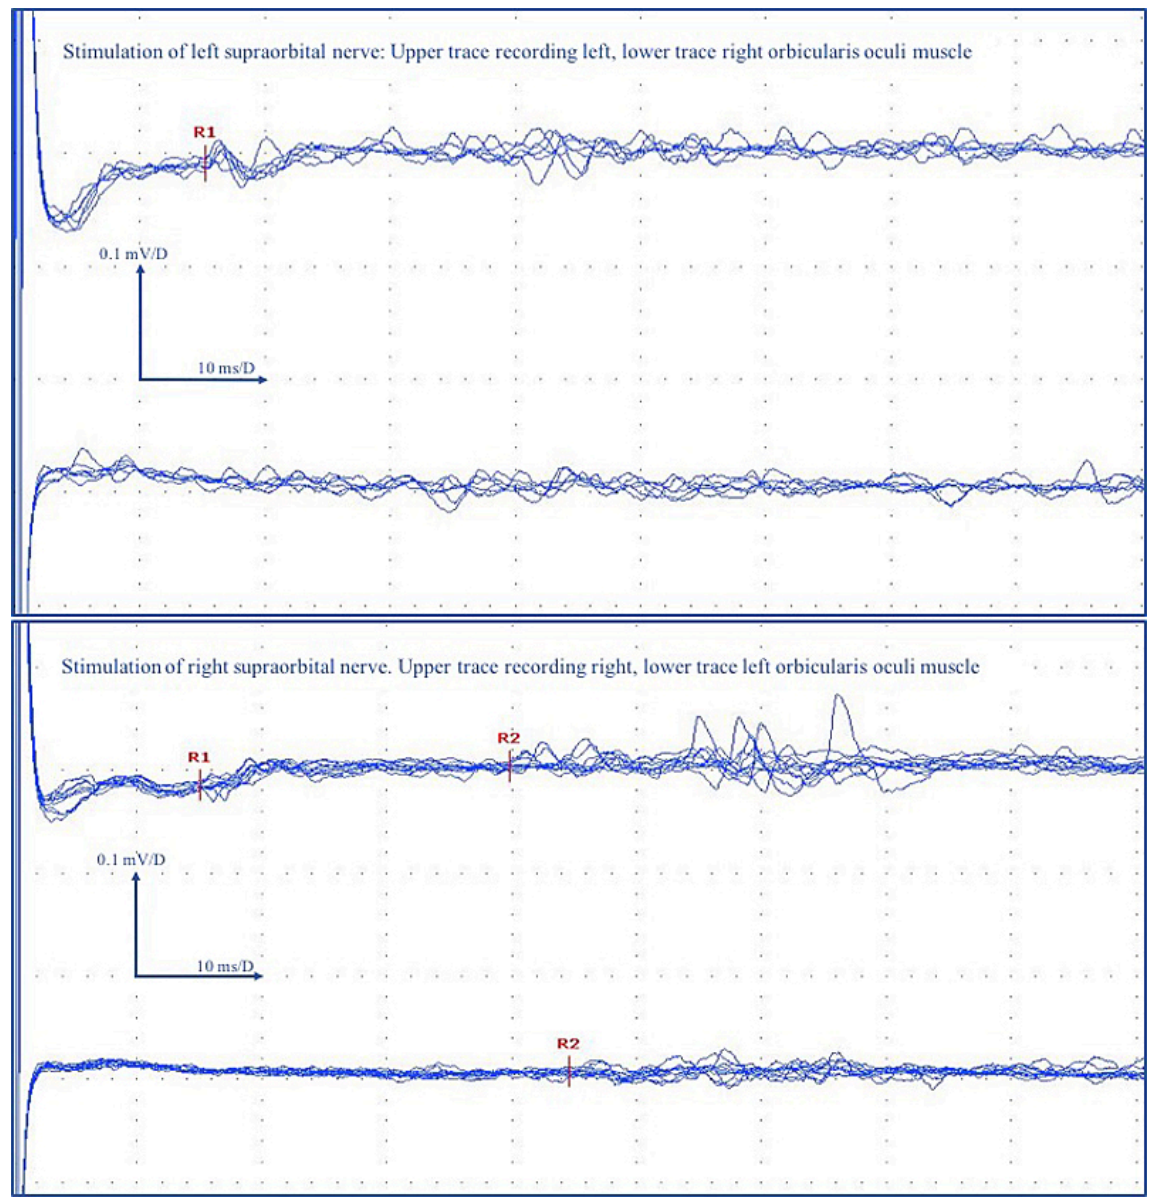 Stimulation of left supraorbital nerve: Upper trace recording left, lower trace right orbicularis oculi muscle
R1
0.1 mV/D
10 ms/D
Stimulation of right supraorbital nerve. Upper trace recording right, lower trace left orbicularis oculi muscle
R2
R1
0.1 mV/D
10 ms/D
R2